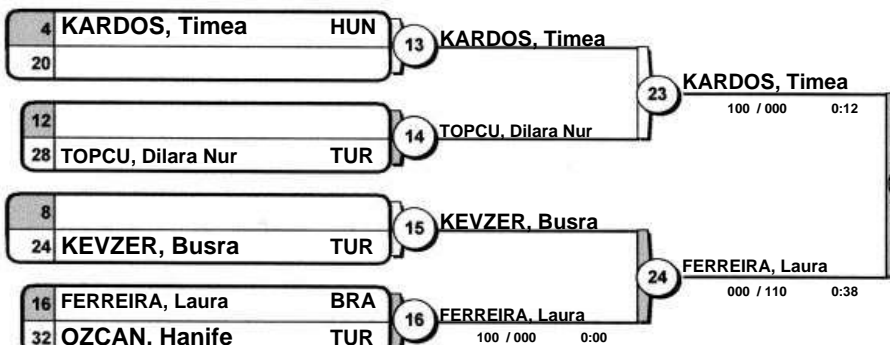 4 KARDOS, Timea HUN
20
13 KARDOS, Timea
12
28 TOPCU, Dilara Nur TUR
14 TOPCU, Dilara Nur
23 KARDOS, Timea
100 / 000 0:12
8
24 KEVZER, Busra TUR
15 KEVZER, Busra
16 FERREIRA, Laura BRA
32 OZCAN, Hanife TUR
16 FERREIRA, Laura
100 / 000 0:00
24 FERREIRA, Laura
000 / 110 0:38